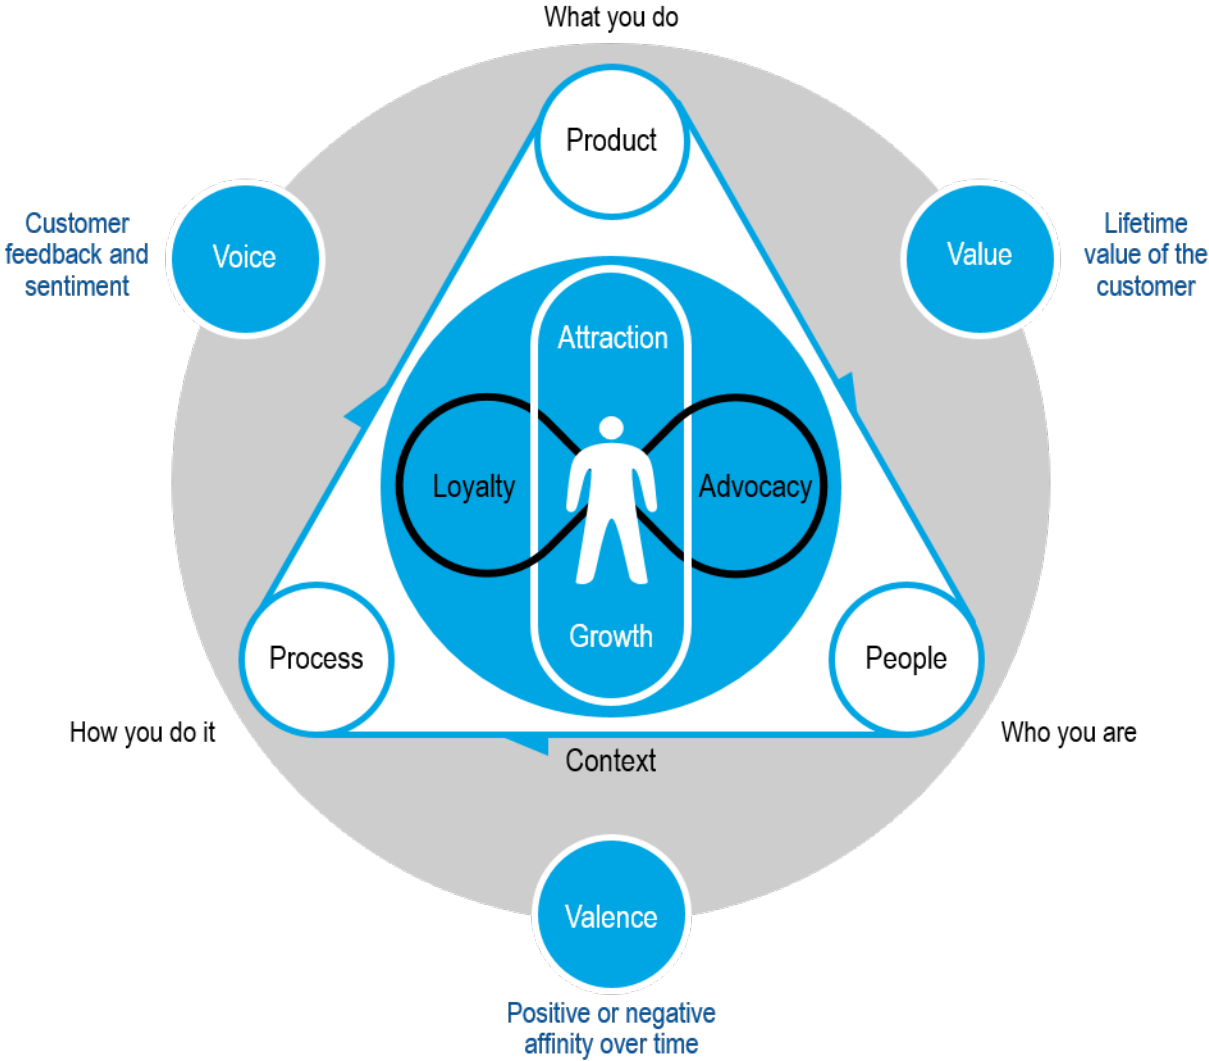 What you do
Product
Customer
feedback and
sentiment
Voice
Value
Lifetime
value of the
customer
Attraction
Loyalty
Advocacy
Growth
Process
People
How you do it
Who you are
Context
Valence
Positive or negative
affinity over time